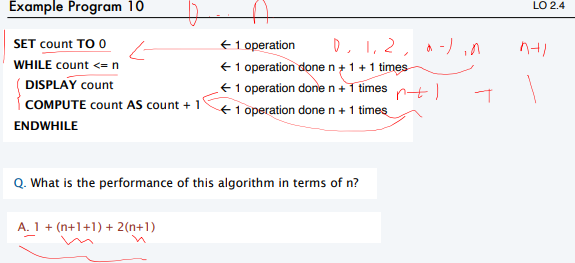 Example Program 10 LO 2.4
0 . . . . n
SET count TO 0 ← 1 operation 0, 1, 2, n-1, n n+1
WHILE count <= n ← 1 operation done n + 1 + 1 times
DISPLAY count ← 1 operation done n + 1 times n+1 + 1
COMPUTE count AS count + 1 ← 1 operation done n + 1 times
ENDWHILE
Q. What is the performance of this algorithm in terms of n?
A. 1 + (n+1+1) + 2(n+1)